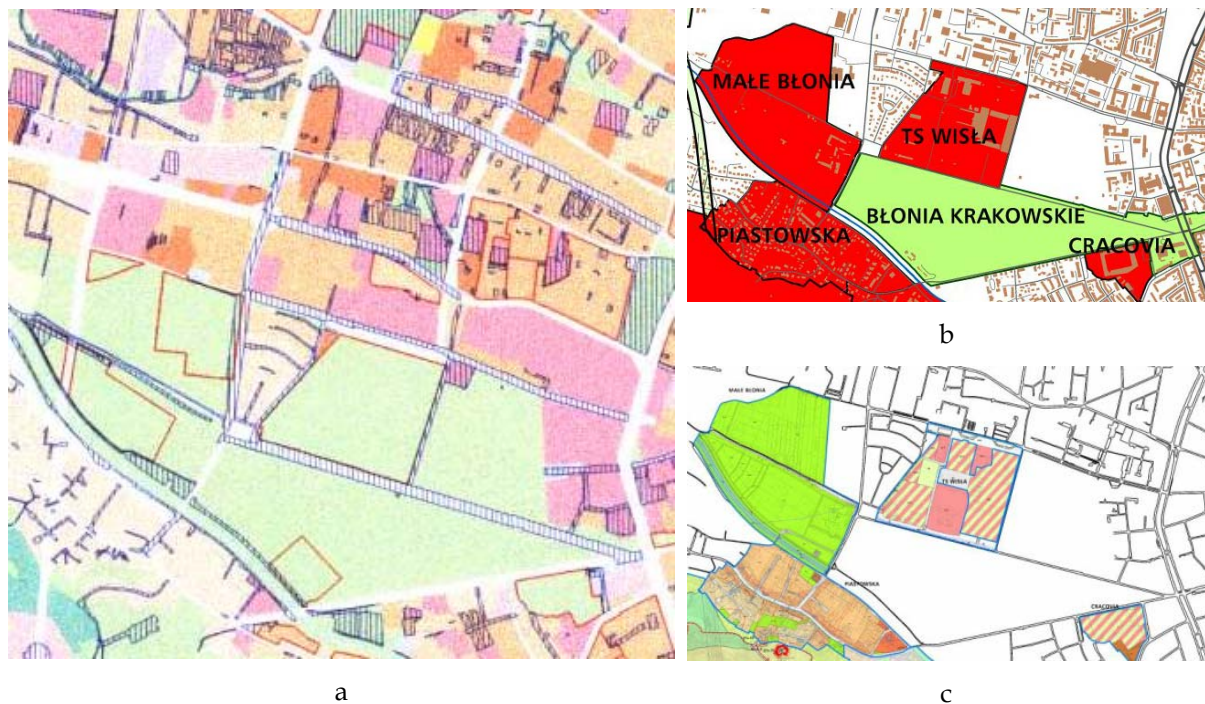 MAŁE BŁONIA
TS WISŁA
BŁONIA KRAKOWSKIE
PIASTOWSKA
CRACOVIA
b
MAŁE BŁONIA
TS WISŁA
PIASTOWSKA
CRACOVIA
a
c